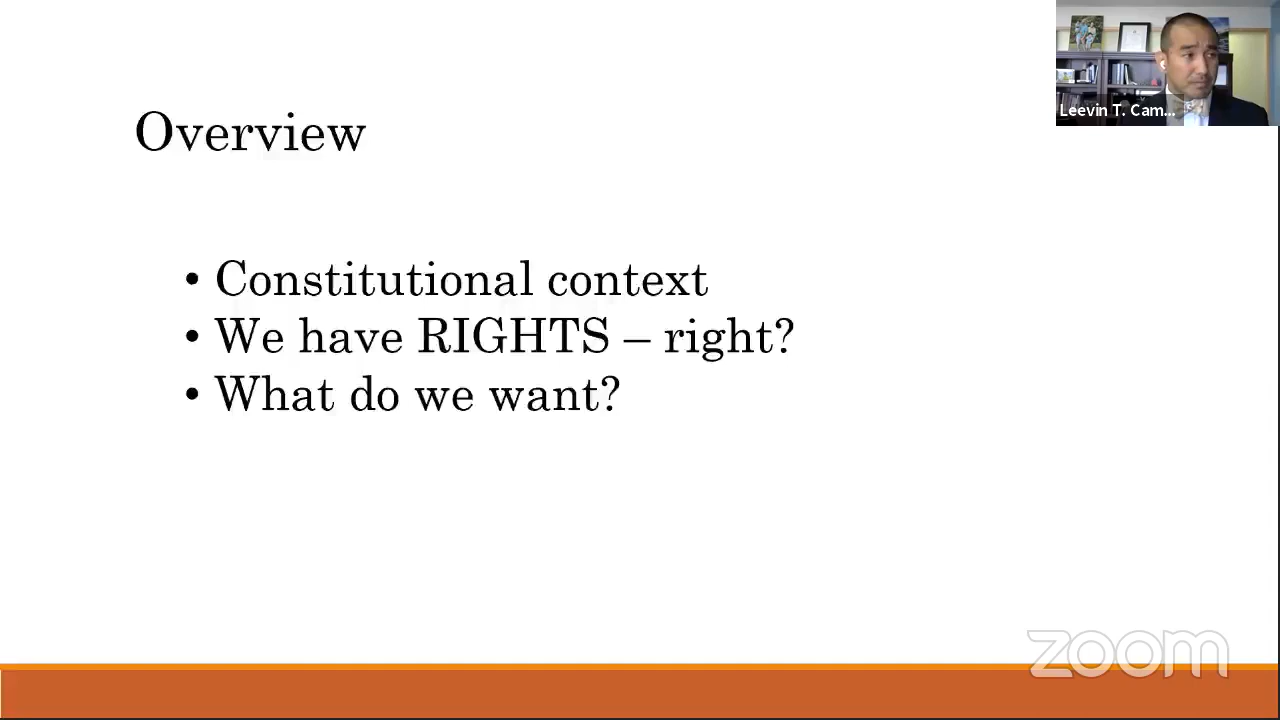 Leevin T. Cam...
Overview
• Constitutional context
• We have RIGHTS – right?
• What do we want?
zoom